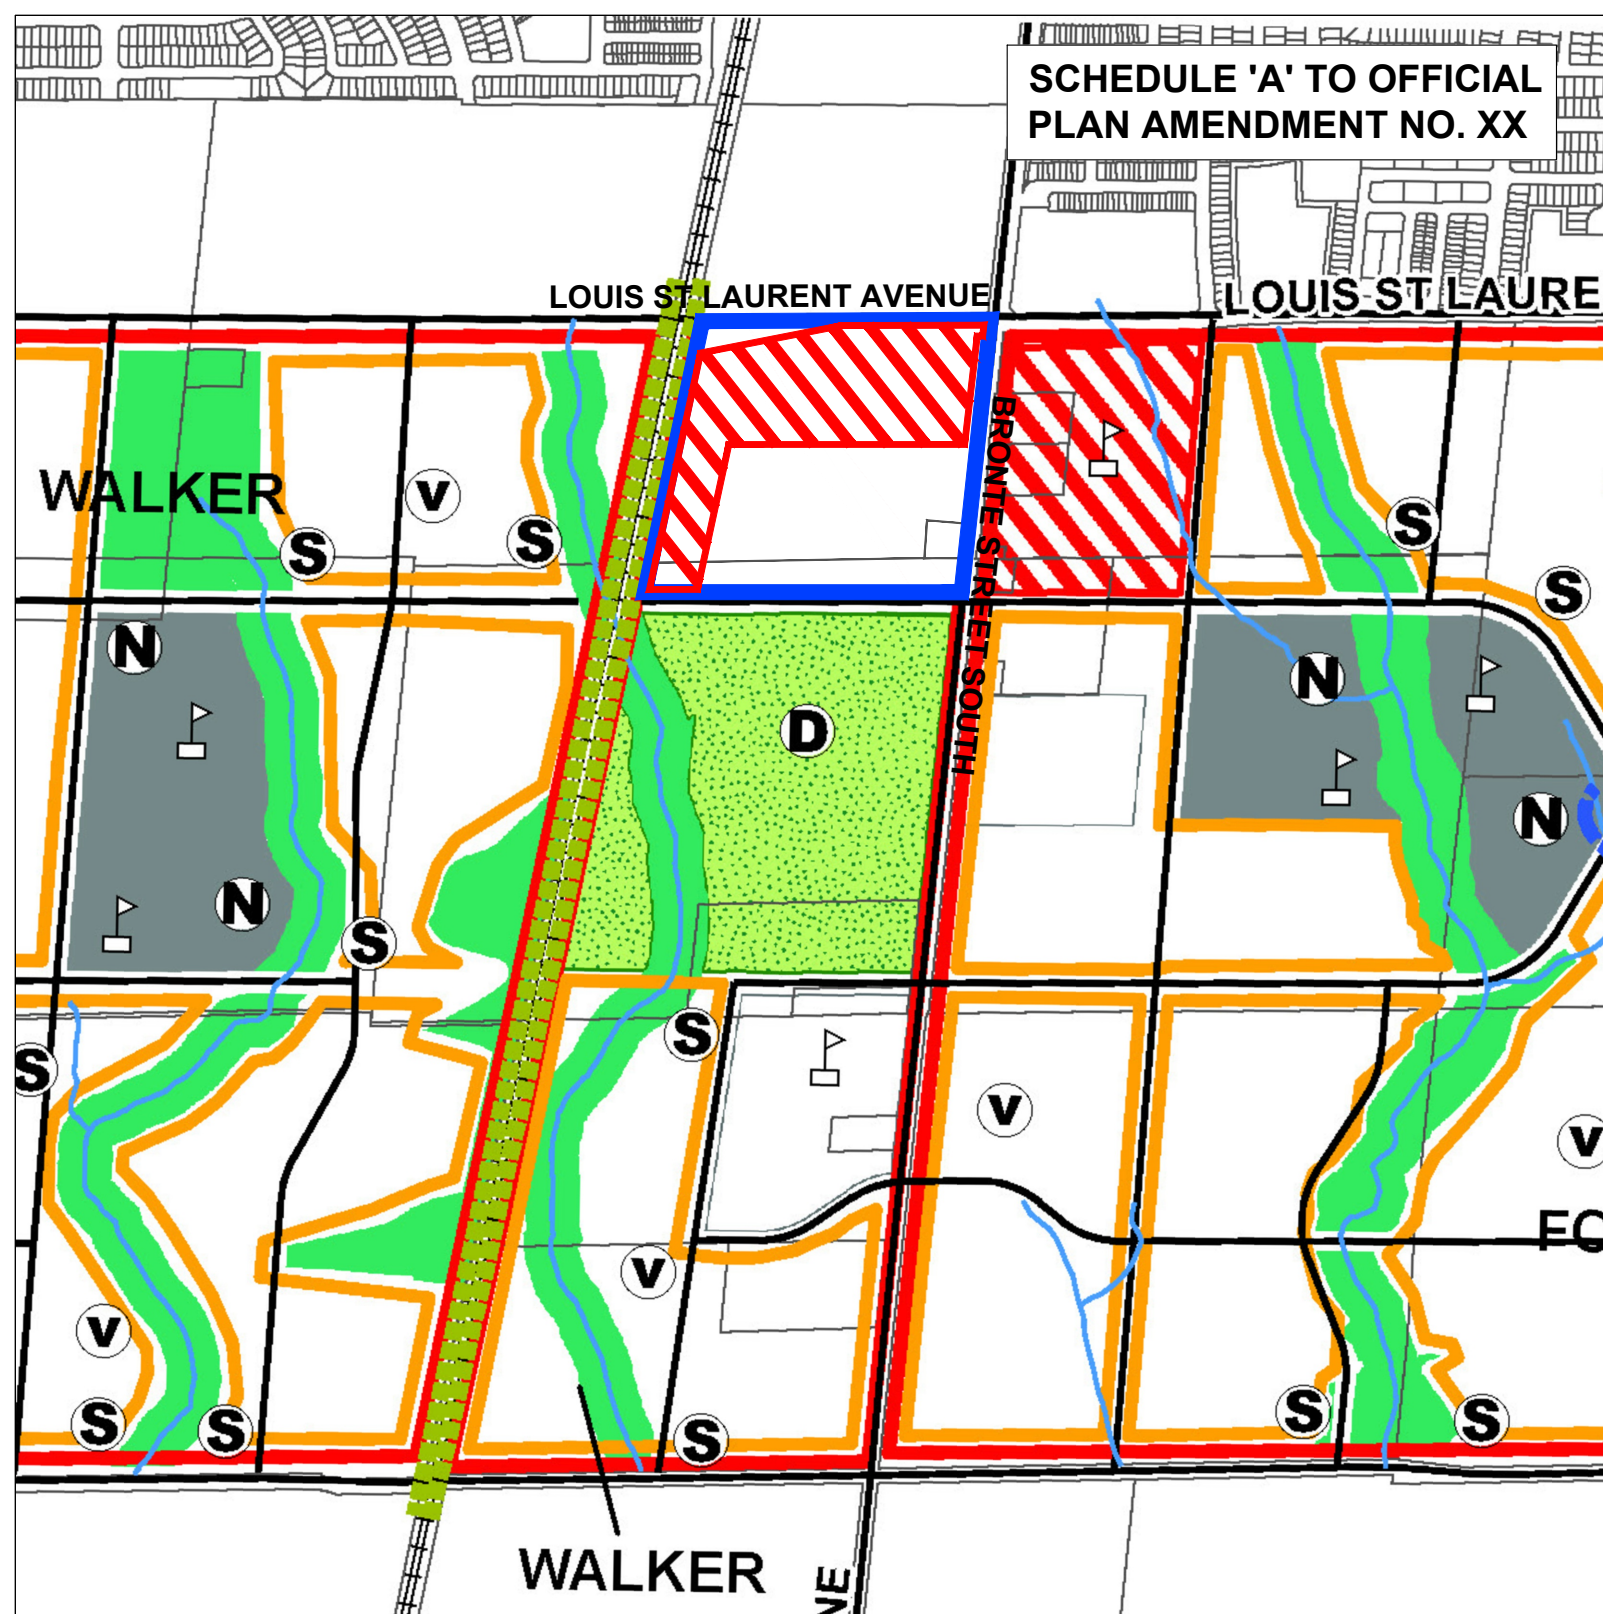 SCHEDULE 'A' TO OFFICIAL
PLAN AMENDMENT NO. XX
LOUIS ST LAURENT AVENUE
LOUIS ST LAURE
BRONTE STREET SOUTH
WALKER
V
S
S
S
S
N
N
D
N
N
N
S
S
S
V
V
FO
V
V
S
S
S
S
S
WALKER
NE